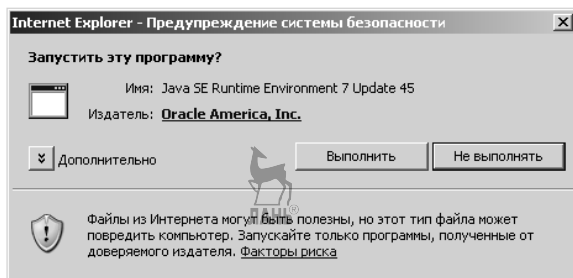 Internet Explorer - Предупреждение системы безопасности
Запустить эту программу?
Имя: Java SE Runtime Environment 7 Update 45
Издатель: Oracle America, Inc.
Дополнительно
Выполнить
Не выполнять
ЛАНЬ®
Файлы из Интернета могут быть полезны, но этот тип файла может
повредить компьютер. Запускайте только программы, полученные от
доверяемого издателя. Факторы риска